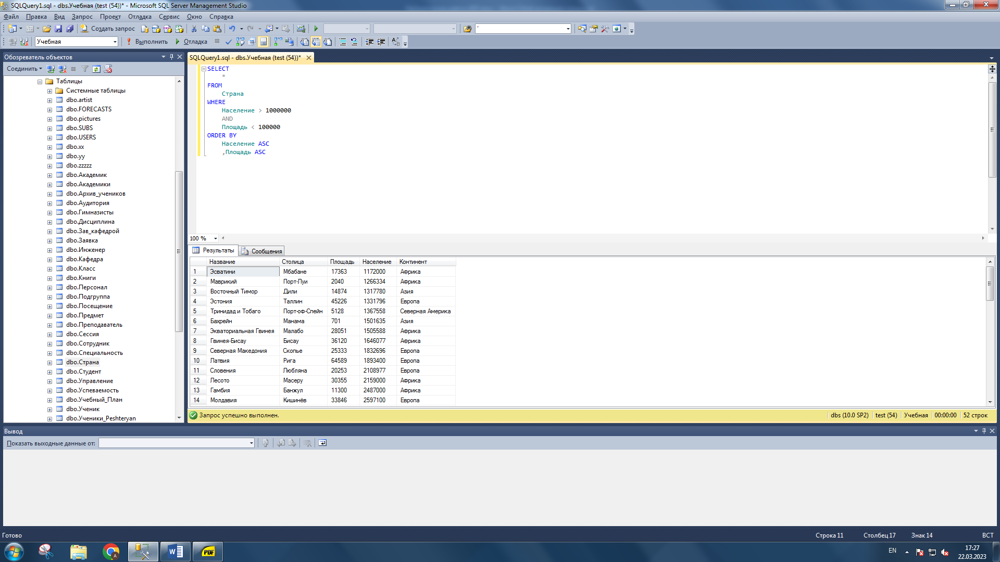 SQLQuery1.sql - dbs.Учебная (test (54))* - Microsoft SQL Server Management Studio
Файл Правка Вид Запрос Проект Отладка Сервис Окно Справка
Создать запрос
Учебная Выполнить Отладка
Обозреватель объектов
Соединить
Таблицы
Системные таблицы
dbo.artist
dbo.FORECASTS
dbo.pictures
dbo.SUBS
dbo.USERS
dbo.xx
dbo.yy
dbo.zzzzz
dbo.Академик
dbo.Академики
dbo.Архив_учеников
dbo.Аудитория
dbo.Гимназисты
dbo.Дисциплина
dbo.Зав_кафедрой
dbo.Заявка
dbo.Инженер
dbo.Кафедра
dbo.Класс
dbo.Книги
dbo.Персонал
dbo.Подгруппа
dbo.Посещение
dbo.Предмет
dbo.Преподаватель
dbo.Сессия
dbo.Сотрудник
dbo.Специальность
dbo.Страна
dbo.Студент
dbo.Управление
dbo.Успеваемость
dbo.Учебный_План
dbo.Ученик
dbo.Ученики_Peshteryan
SQLQuery1.sql - dbs.Учебная (test (54))*
SELECT
*
FROM
Страна
WHERE
Население > 1000000
AND
Площадь < 100000
ORDER BY
Население ASC
,Площадь ASC
100 %
Результаты Сообщения
Название Столица Площадь Население Континент
1 Эсватини Мбабане 17363 1172000 Африка
2 Маврикий Порт-Луи 2040 1266334 Африка
3 Восточный Тимор Дили 14874 1317780 Азия
4 Эстония Таллин 45226 1331796 Европа
5 Тринидад и Тобаго Порт-оф-Спейн 5128 1367558 Северная Америка
6 Бахрейн Манама 701 1501635 Азия
7 Экваториальная Гвинея Малабо 28051 1505588 Африка
8 Гвинея-Бисау Бисау 36120 1646077 Африка
9 Северная Македония Скопье 25333 1832696 Европа
10 Латвия Рига 64589 1893400 Европа
11 Словения Любляна 20253 2108977 Европа
12 Лесото Масеру 30355 2159000 Африка
13 Гамбия Банжул 11300 2487000 Африка
14 Молдавия Кишинёв 33846 2597100 Европа
Запрос успешно выполнен. dbs (10.0 SP2) test (54) Учебная 00:00:00 52 строк
Вывод
Показать выходные данные от:
Готово Строка 11 Столбец 17 Знак 14 ВСТ
PDF
EN 17:27
22.03.2023